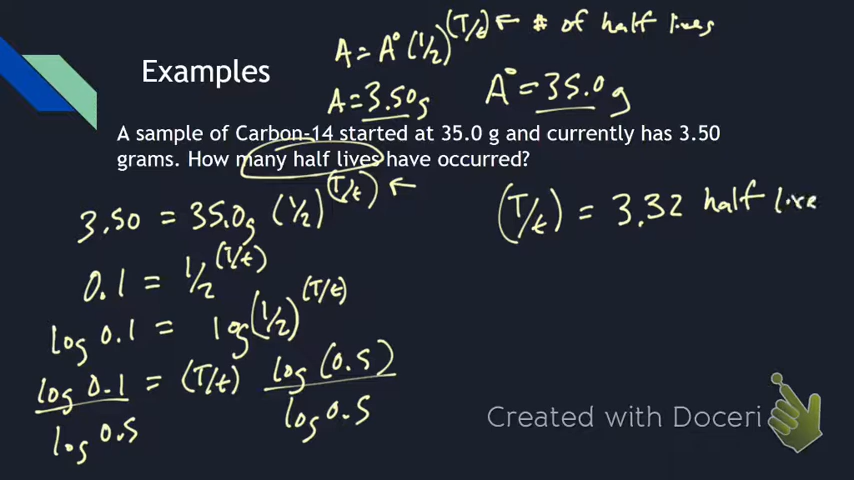 A = A° (1/2)^(T/t) ← # of half lives
Examples
A = 3.50g A° = 35.0 g
A sample of Carbon-14 started at 35.0 g and currently has 3.50
grams. How many half lives have occurred?
3.50 = 35.0g (1/2)^(T/t) ←
(T/t) = 3.32 half live
0.1 = 1/2^(T/t)
log 0.1 = log(1/2)^(T/t)
log 0.1 = (T/t) log (0.5)
log 0.5 log 0.5
Created with Doceri